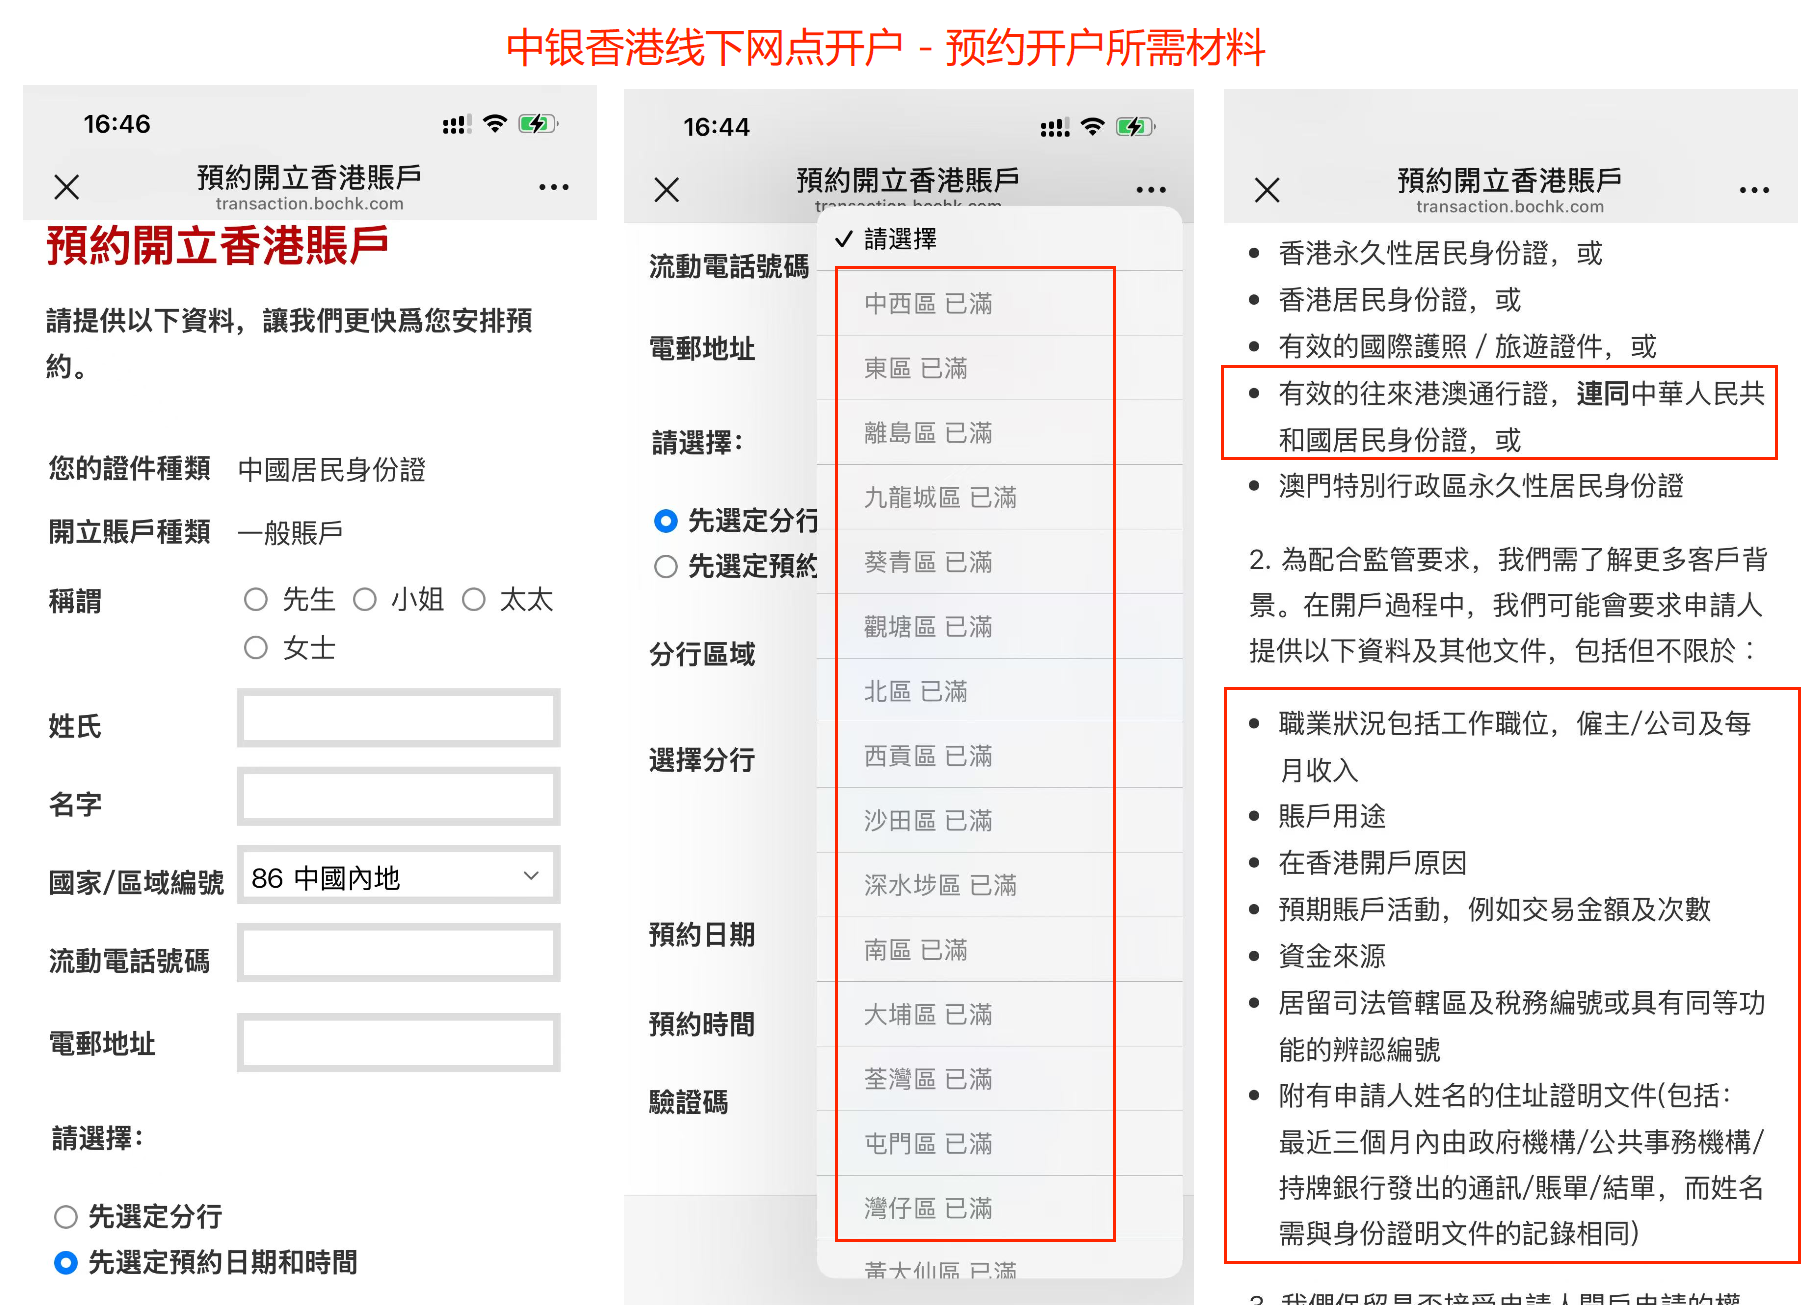 中银香港线下网点开户 - 预约开户所需材料
16:46
預約開立香港賬戶
transaction.bochk.com
預約開立香港賬戶
請提供以下資料，讓我們更快爲您安排預
約。
您的證件種類 中國居民身份證
開立賬戶種類 一般賬戶
稱謂 先生 小姐 太太
女士
姓氏
名字
國家/區域編號 86 中國內地
流動電話號碼
電郵地址
請選擇：
先選定分行
先選定預約日期和時間
16:44
預約開立香港賬戶
transaction.bochk.com
流動電話號碼
電郵地址
請選擇：
先選定分行
先選定預約
分行區域
選擇分行
預約日期
預約時間
驗證碼
✓ 請選擇
中西區 已滿
東區 已滿
離島區 已滿
九龍城區 已滿
葵青區 已滿
觀塘區 已滿
北區 已滿
西貢區 已滿
沙田區 已滿
深水埗區 已滿
南區 已滿
大埔區 已滿
荃灣區 已滿
屯門區 已滿
灣仔區 已滿
黃大仙區 已滿
預約開立香港賬戶
transaction.bochk.com
• 香港永久性居民身份證，或
• 香港居民身份證，或
• 有效的國際護照 / 旅遊證件，或
• 有效的往來港澳通行證，連同中華人民共
和國居民身份證，或
• 澳門特別行政區永久性居民身份證
2. 為配合監管要求，我們需了解更多客戶背
景。在開戶過程中，我們可能會要求申請人
提供以下資料及其他文件，包括但不限於：
• 職業狀況包括工作職位，僱主/公司及每
月收入
• 賬戶用途
• 在香港開戶原因
• 預期賬戶活動，例如交易金額及次數
• 資金來源
• 居留司法管轄區及稅務編號或具有同等功
能的辨認編號
• 附有申請人姓名的住址證明文件(包括：
最近三個月內由政府機構/公共事務機構/
持牌銀行發出的通訊/賬單/結單，而姓名
需與身份證明文件的記錄相同)
3. 我們保留是否接受申請人開戶申請的權